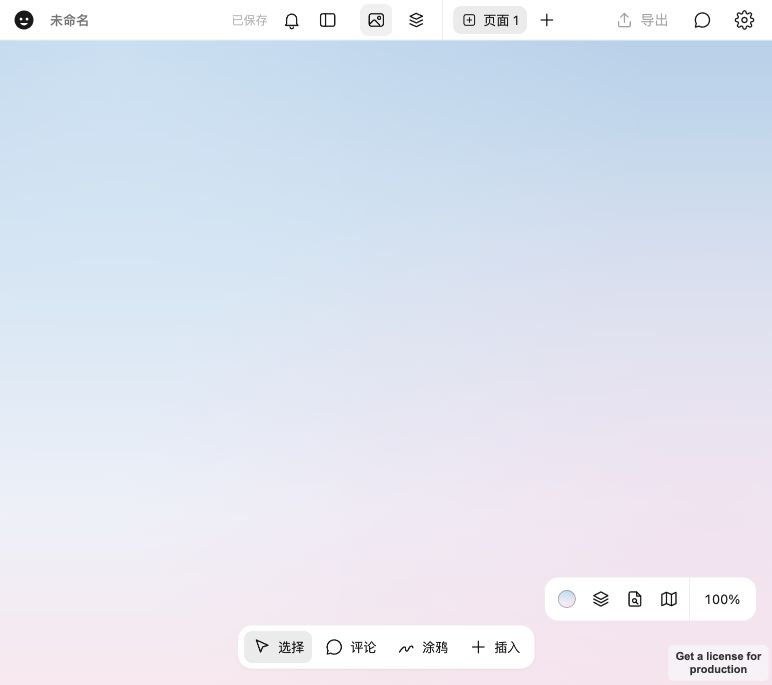 未命名
已保存
页面 1
导出
100%
选择
评论
涂鸦
插入
Get a license for
production